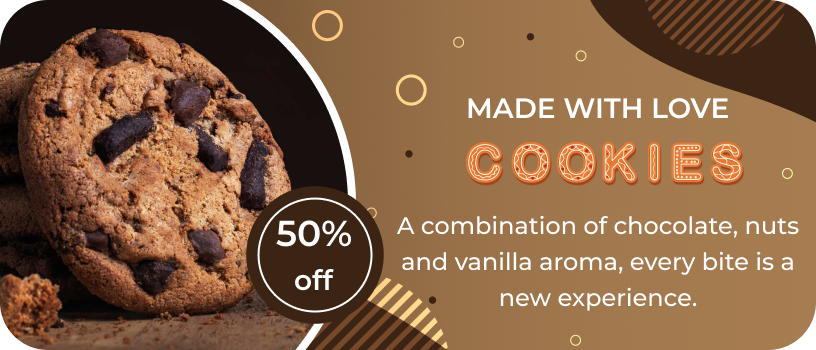 MADE WITH LOVE
COOKIES
A combination of chocolate, nuts
and vanilla aroma, every bite is a
new experience.
50%
off